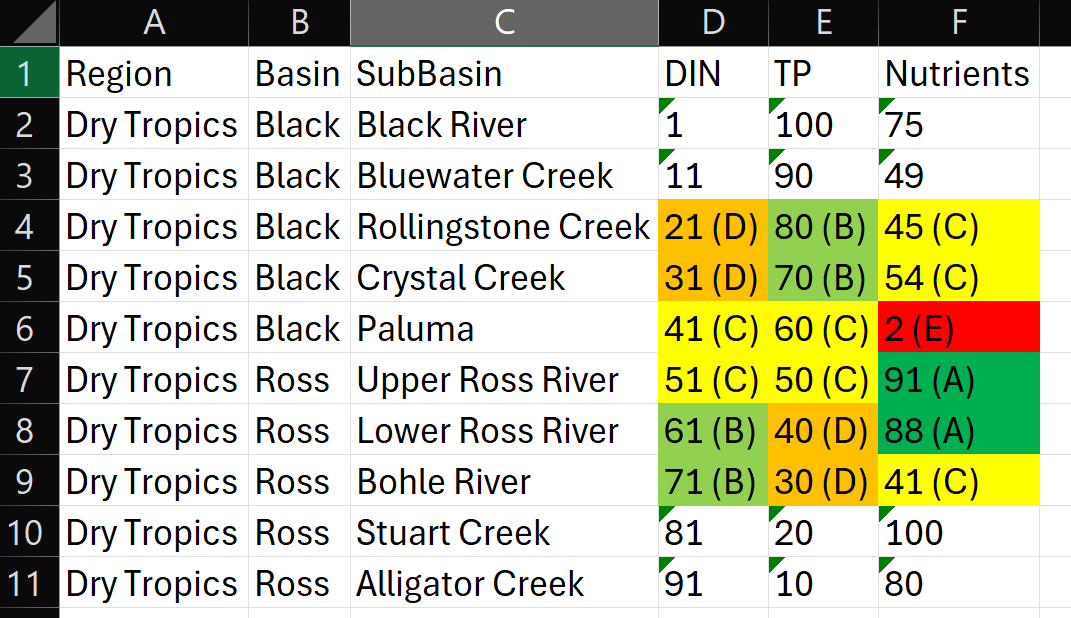 A B C D E F
1 Region Basin SubBasin DIN TP Nutrients
2 Dry Tropics Black Black River 1 100 75
3 Dry Tropics Black Bluewater Creek 11 90 49
4 Dry Tropics Black Rollingstone Creek 21 (D) 80 (B) 45 (C)
5 Dry Tropics Black Crystal Creek 31 (D) 70 (B) 54 (C)
6 Dry Tropics Black Paluma 41 (C) 60 (C) 2 (E)
7 Dry Tropics Ross Upper Ross River 51 (C) 50 (C) 91 (A)
8 Dry Tropics Ross Lower Ross River 61 (B) 40 (D) 88 (A)
9 Dry Tropics Ross Bohle River 71 (B) 30 (D) 41 (C)
10 Dry Tropics Ross Stuart Creek 81 20 100
11 Dry Tropics Ross Alligator Creek 91 10 80